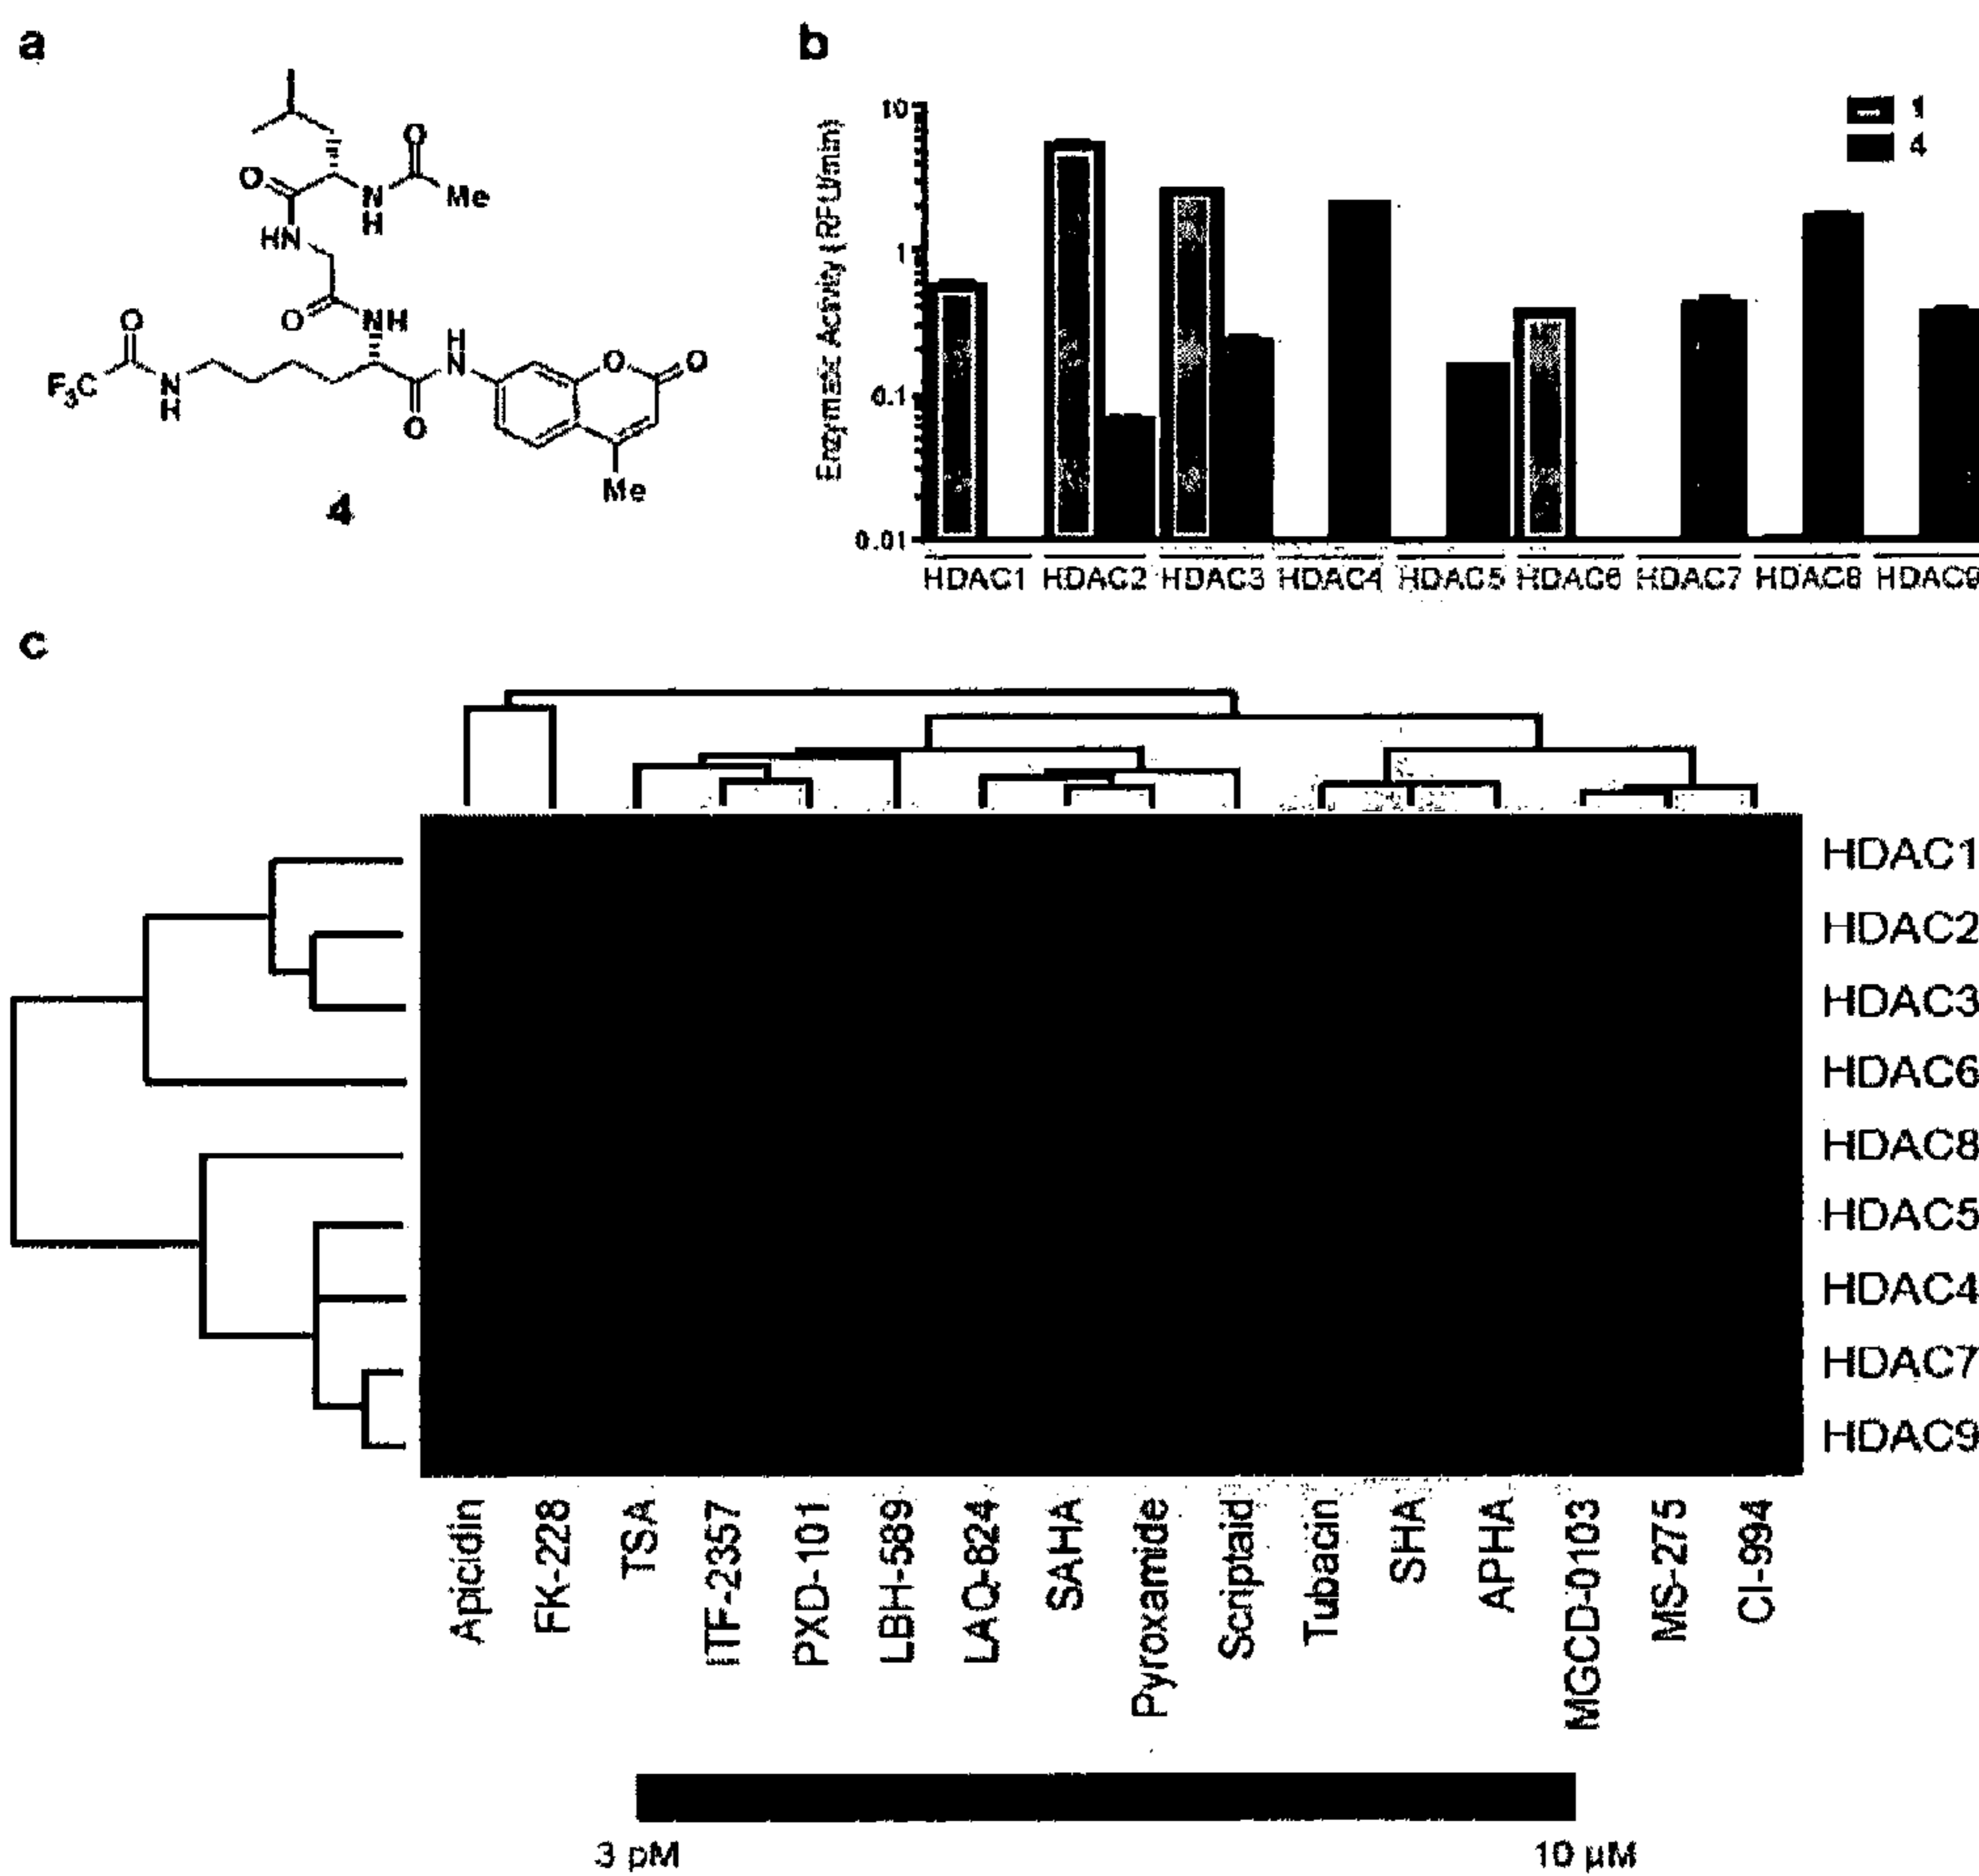 a
O
O
N
H
Me
HN
O
NH
O
F3C
N
H
H
N
O
O
O
Me
4
b
Enzymatic Activity (RFU/min)
10
1
0.1
0.01
1
4
HDAC1 HDAC2 HDAC3 HDAC4 HDAC5 HDAC6 HDAC7 HDAC8 HDAC9
c
HDAC1
HDAC2
HDAC3
HDAC6
HDAC8
HDAC5
HDAC4
HDAC7
HDAC9
Apicidin
FK-228
TSA
ITF-2357
PXD-101
LBH-589
LAQ-824
SAHA
Pyroxamide
Scriptaid
Tubacin
SHA
APHA
MGCD-0103
MS-275
CI-994
3 pM
10 µM